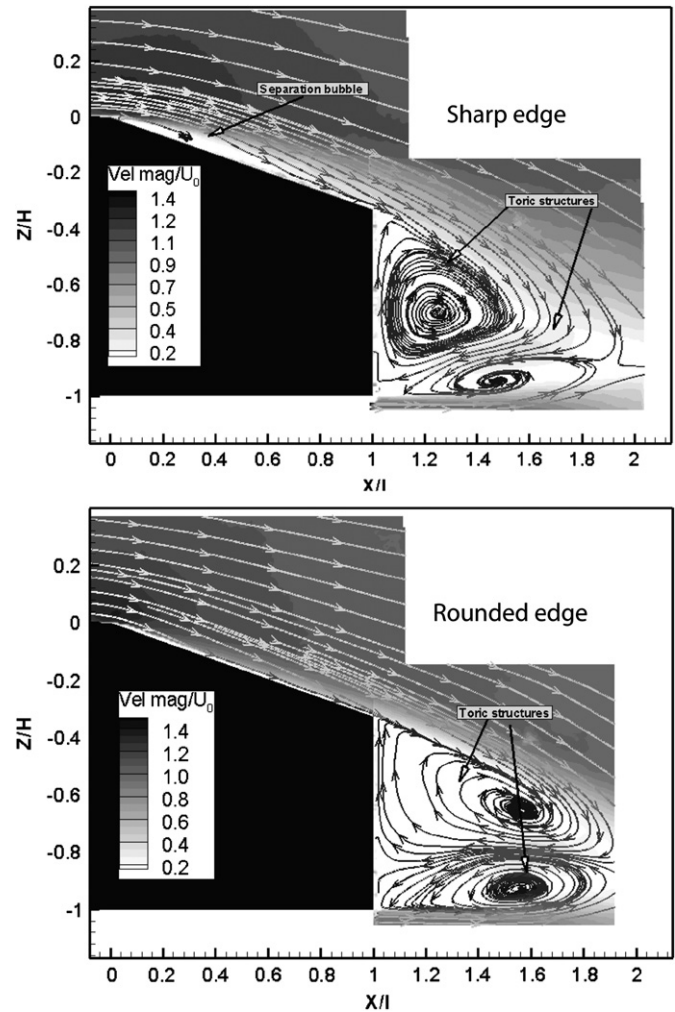 0.2
0
-0.2
-0.4
-0.6
-0.8
-1
Z/H
Separation bubble
Sharp edge
Vel mag/U0
1.4
1.2
1.1
0.9
0.7
0.5
0.4
0.2
Toric structures
0 0.2 0.4 0.6 0.8 1 1.2 1.4 1.6 1.8 2
X/l
0.2
0
-0.2
-0.4
-0.6
-0.8
-1
Z/H
Rounded edge
Vel mag/U0
1.4
1.2
1.0
0.8
0.6
0.4
0.2
Toric structures
0 0.2 0.4 0.6 0.8 1 1.2 1.4 1.6 1.8 2
X/l